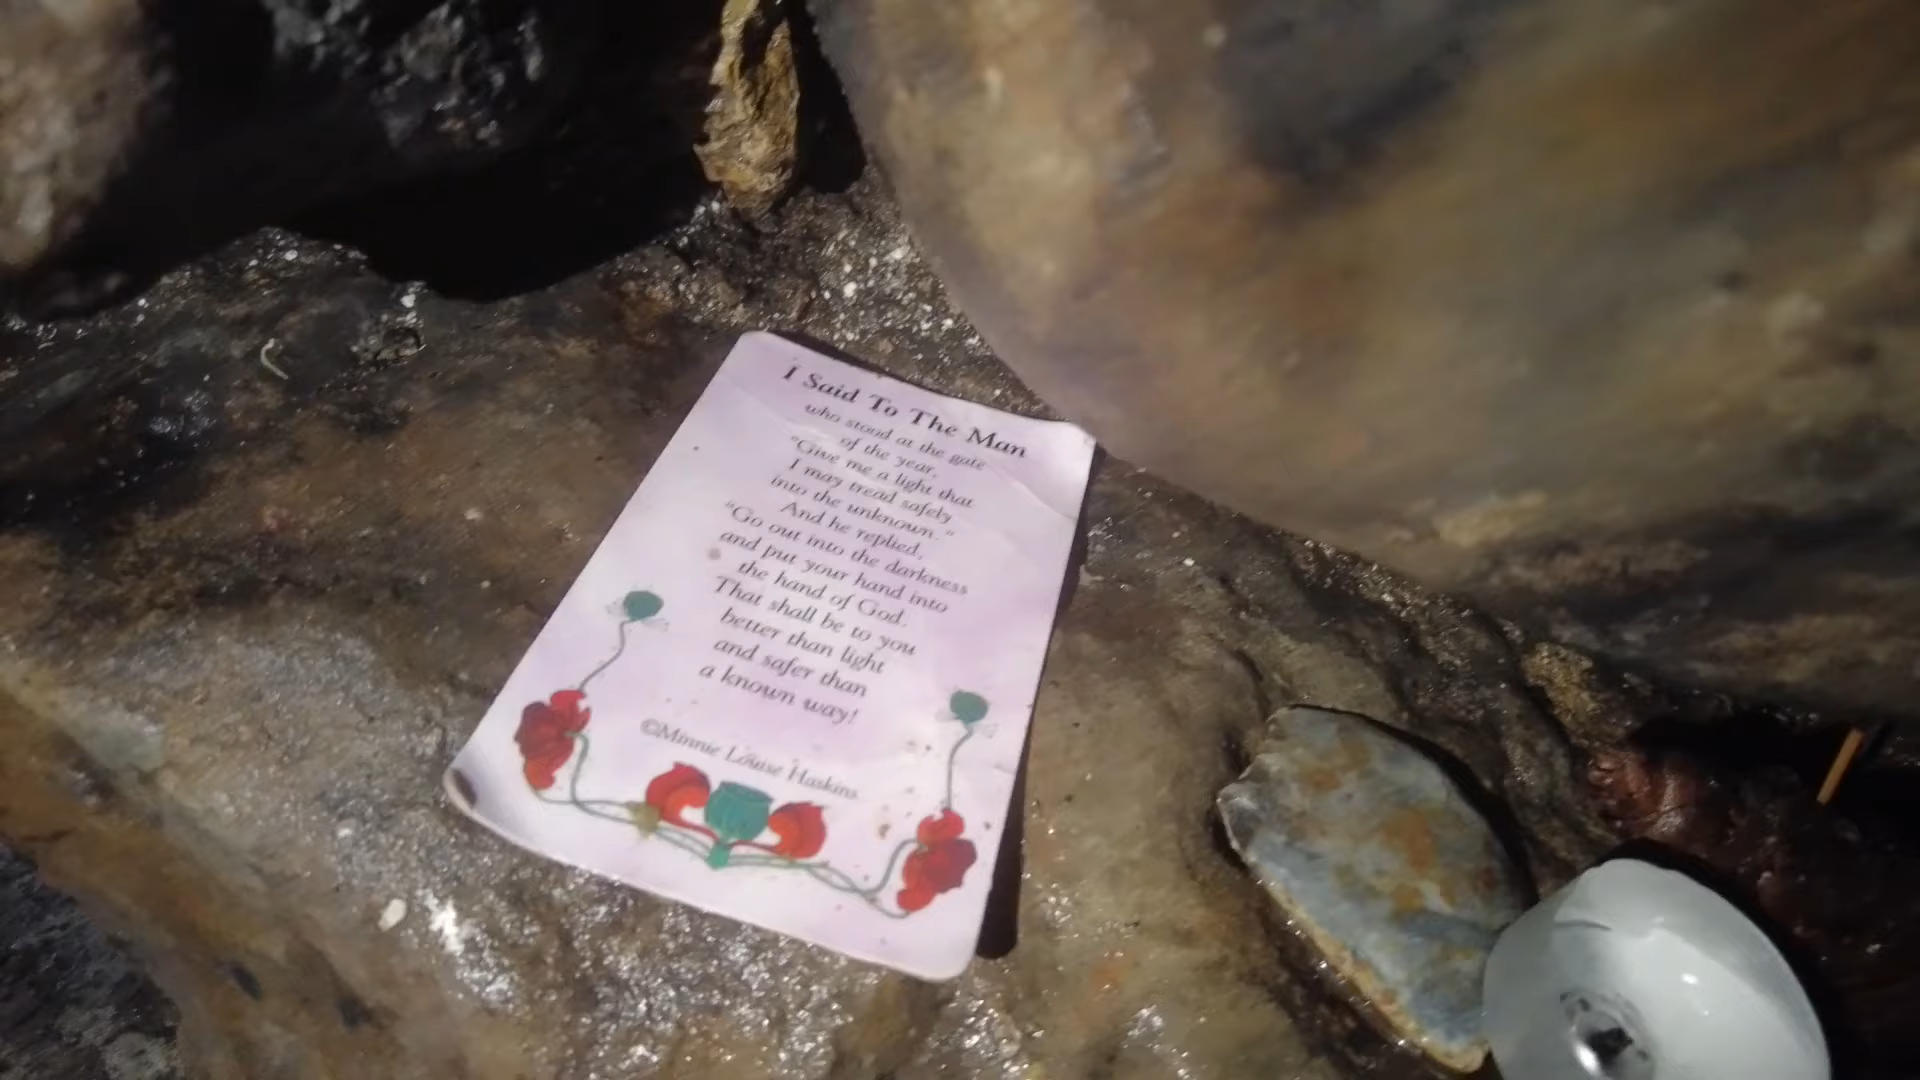 I Said To The Man
who stood at the gate
of the year,
"Give me a light that
I may tread safely
into the unknown."
And he replied,
"Go out into the darkness
and put your hand into
the hand of God.
That shall be to you
better than light
and safer than
a known way!
©Minnie Louise Haskins